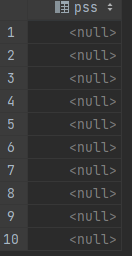 pss
1 <null>
2 <null>
3 <null>
4 <null>
5 <null>
6 <null>
7 <null>
8 <null>
9 <null>
10 <null>